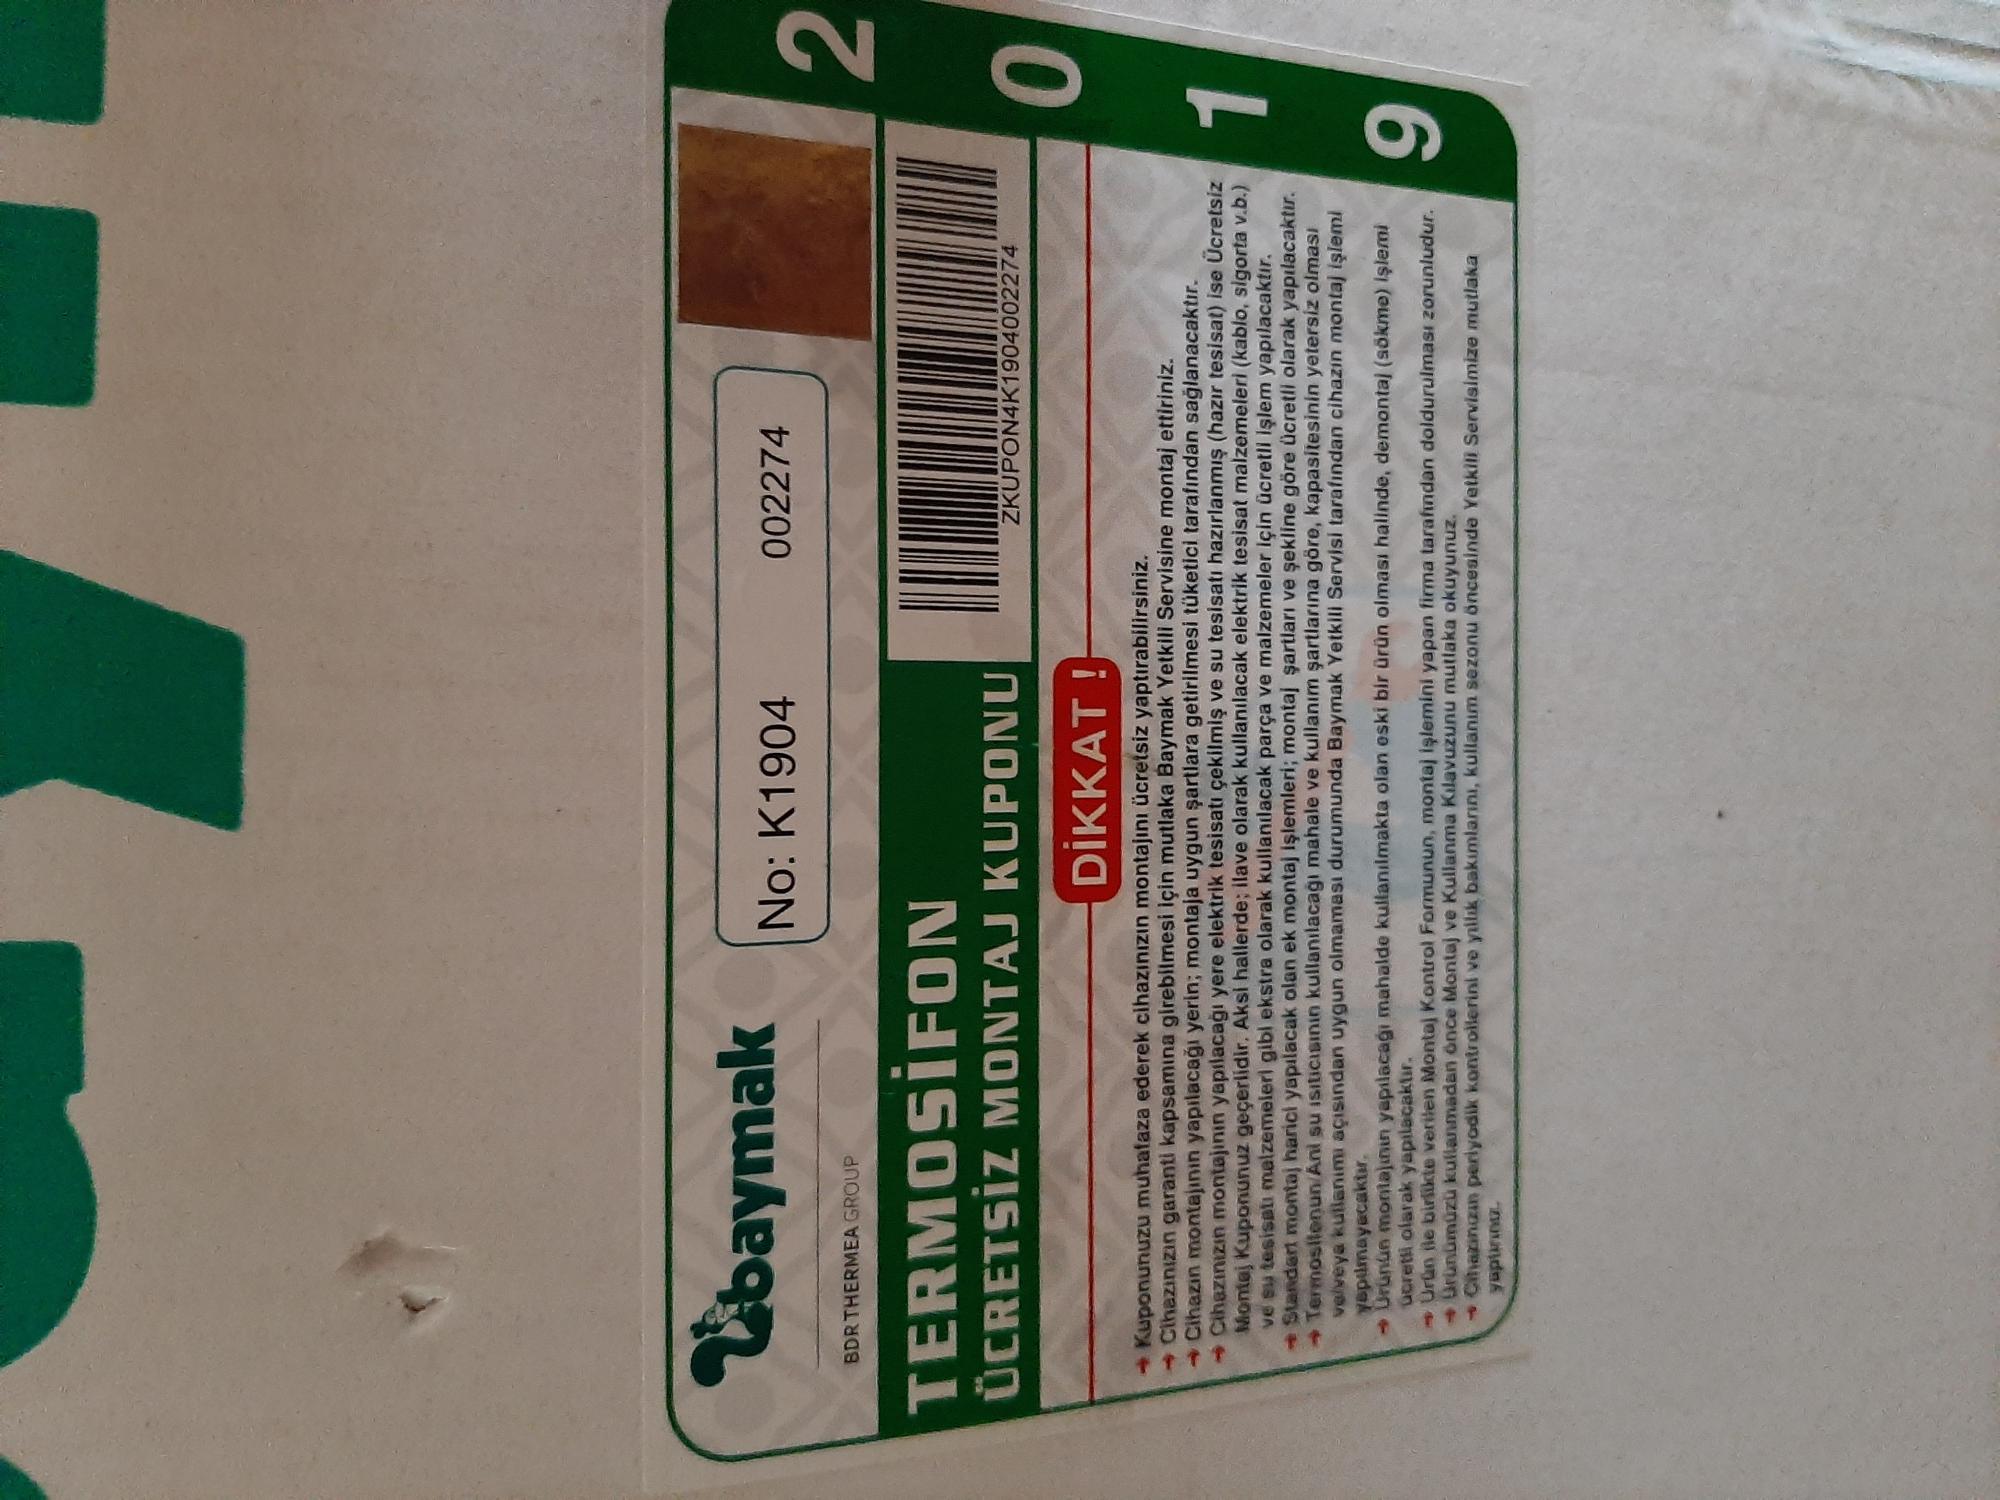 baymak
BDR THERMEA GROUP
No: K1904 002274
TERMOSİFON
ÜCRETSİZ MONTAJ KUPONU
ZKUPON4K1904002274
2019
DİKKAT !
Kuponunuzu muhafaza ederek cihazınızın montajını ücretsiz yaptırabilirsiniz.
Cihazınızın garanti kapsamına girebilmesi için mutlaka Baymak Yetkili Servisine montaj ettiriniz.
Cihazın montajının yapılacağı yerin; montaja uygun şartlara getirilmesi tüketici tarafından sağlanacaktır.
Cihazınızın montajının yapılacağı yere elektrik tesisatı çekilmiş ve su tesisatı hazırlanmış (hazır tesisat) ise Ücretsiz
Montaj Kuponunuz geçerlidir. Aksi hallerde; ilave olarak kullanılacak elektrik tesisat malzemeleri (kablo, sigorta v.b.)
ve su tesisatı malzemeleri gibi ekstra olarak kullanılacak parça ve malzemeler için ücretli işlem yapılacaktır.
Standart montaj harici yapılacak olan ek montaj işlemleri; montaj şartları ve şekline göre ücretli olarak yapılacaktır.
Termosifonun/Ani su ısıtıcısının kullanılacağı mahale ve kullanım şartlarına göre, kapasitesinin yetersiz olması
ve/veya kullanımı açısından uygun olmaması durumunda Baymak Yetkili Servisi tarafından cihazın montaj işlemi
yapılmayacaktır.
Ürünün montajının yapılacağı mahalde kullanılmakta olan eski bir ürün olması halinde, demontaj (sökme) işlemi
ücretli olarak yapılacaktır.
Ürün ile birlikte verilen Montaj Kontrol Formunun, montaj işlemini yapan firma tarafından doldurulması zorunludur.
Ürünümüzü kullanmadan önce Montaj ve Kullanma Kılavuzunu mutlaka okuyunuz.
Cihazınızın periyodik kontrollerini ve yıllık bakımlarını, kullanım sezonu öncesinde Yetkili Servisimize mutlaka
yaptırınız.